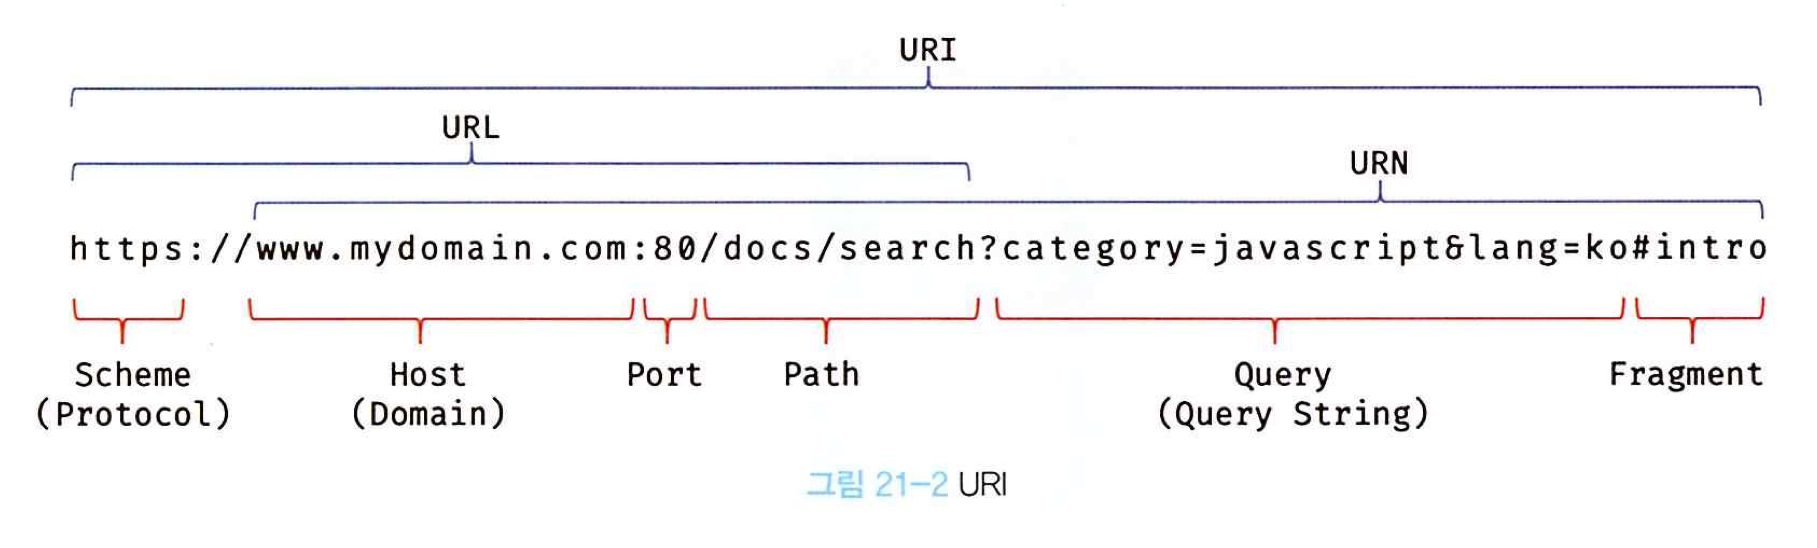 URI
URL
URN
https://www.mydomain.com:80/docs/search?category=javascript&lang=ko#intro
Scheme Host Port Path Query Fragment
(Protocol) (Domain) (Query String)
그림 21-2 URI